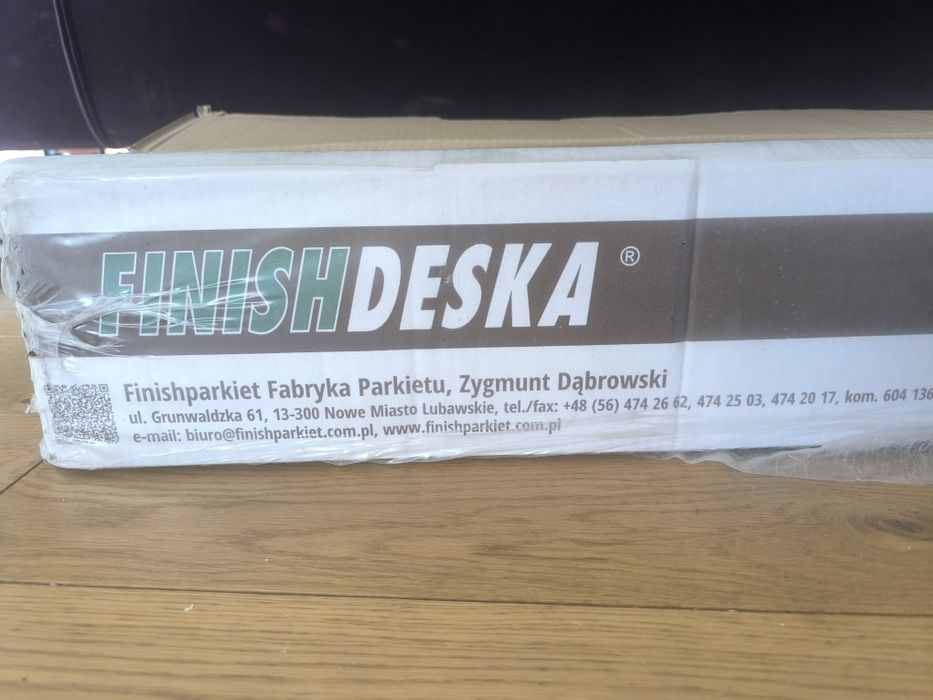 FINISHDESKA ®
Finishparkiet Fabryka Parkietu, Zygmunt Dąbrowski
ul. Grunwaldzka 61, 13-300 Nowe Miasto Lubawskie, tel./fax: +48 (56) 474 26 62, 474 25 03, 474 20 17, kom. 604 136
e-mail: biuro@finishparkiet.com.pl, www.finishparkiet.com.pl